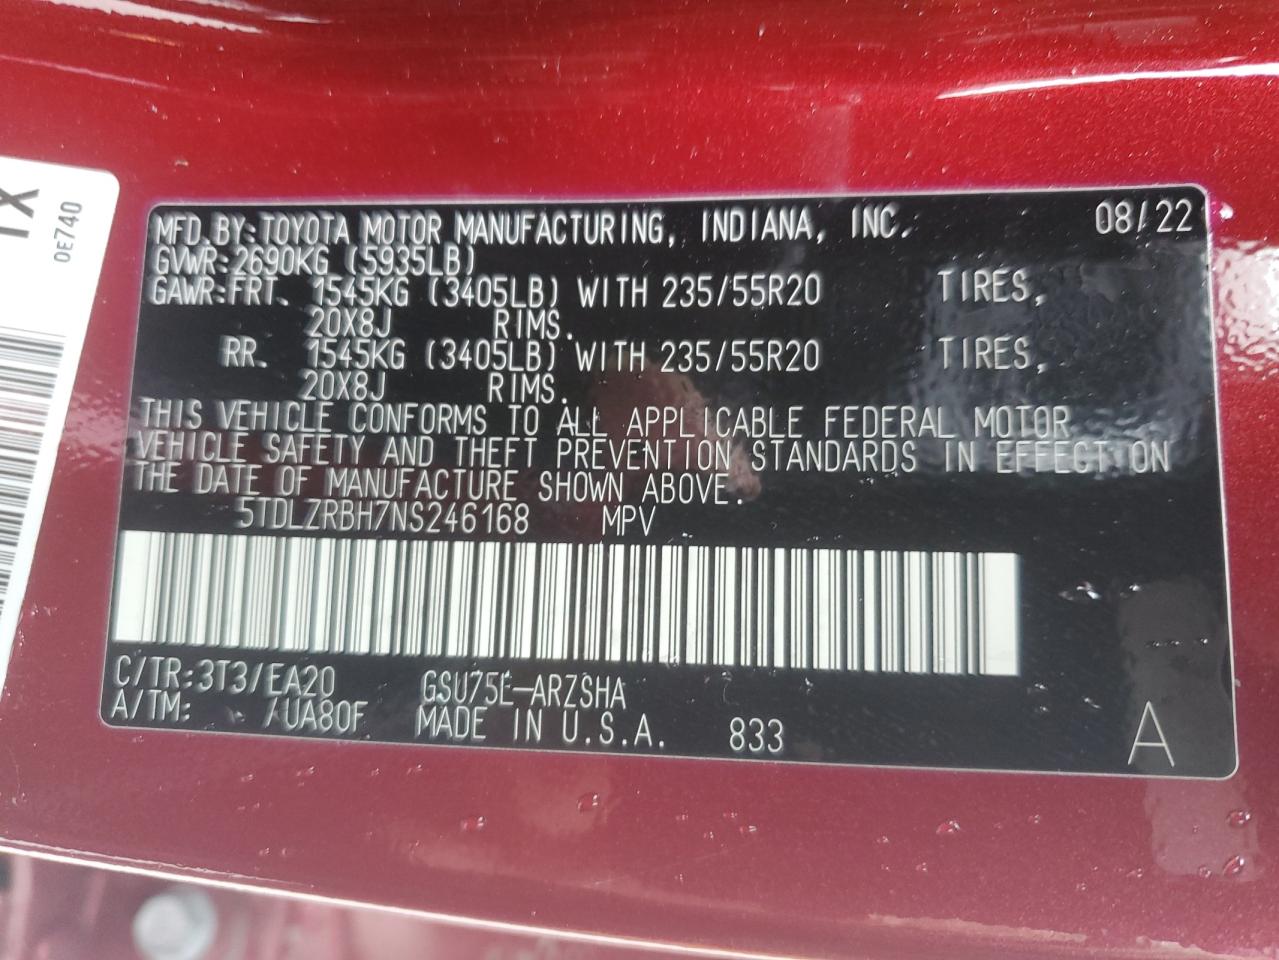 1X
0E740
MFD.BY:TOYOTA MOTOR MANUFACTURING, INDIANA, INC. 08/22
GVWR:2690KG (5935LB)
GAWR:FRT. 1545KG (3405LB) WITH 235/55R20 TIRES,
20X8J RIMS.
RR. 1545KG (3405LB) WITH 235/55R20 TIRES,
20X8J RIMS.
THIS VEHICLE CONFORMS TO ALL APPLICABLE FEDERAL MOTOR
VEHICLE SAFETY AND THEFT PREVENTION STANDARDS IN EFFECT ON
THE DATE OF MANUFACTURE SHOWN ABOVE.
5TDLZRBH7NS246168 MPV
C/TR:3T3/EA20 GSU75L-ARZSHA
A/TM: /UA80F MADE IN U.S.A. 833 A